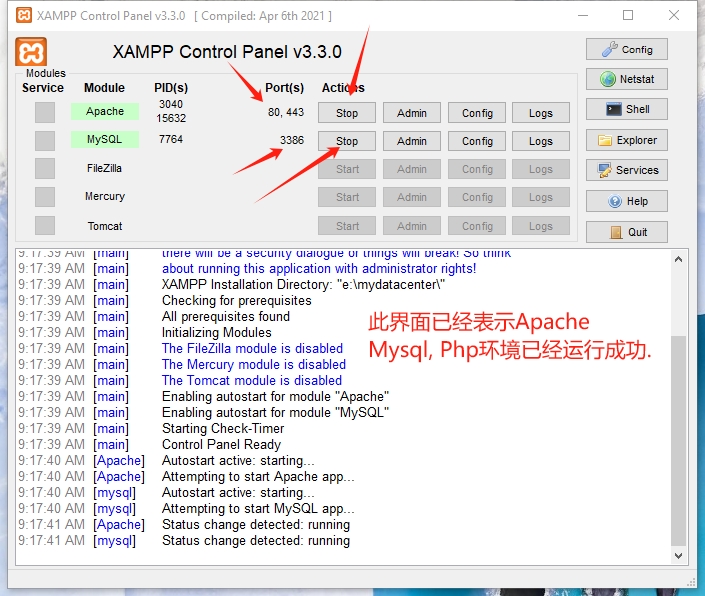 XAMPP Control Panel v3.3.0 [ Compiled: Apr 6th 2021 ]
XAMPP Control Panel v3.3.0
Config
Modules
Service Module PID(s) Port(s) Actions
Netstat
Apache 3040 15632 80, 443 Stop Admin Config Logs
Shell
MySQL 7764 3386 Stop Admin Config Logs
Explorer
FileZilla Start Admin Config Logs
Services
Mercury Start Admin Config Logs
Help
Tomcat Start Admin Config Logs
Quit
9:17:39 AM [main] there will be a security dialogue or things will break! So think
9:17:39 AM [main] about running this application with administrator rights!
9:17:39 AM [main] XAMPP Installation Directory: "e:\mydatacenter\"
9:17:39 AM [main] Checking for prerequisites
9:17:39 AM [main] All prerequisites found
9:17:39 AM [main] Initializing Modules
9:17:39 AM [main] The FileZilla module is disabled
9:17:39 AM [main] The Mercury module is disabled
9:17:39 AM [main] The Tomcat module is disabled
9:17:39 AM [main] Enabling autostart for module "Apache"
9:17:39 AM [main] Enabling autostart for module "MySQL"
9:17:39 AM [main] Starting Check-Timer
9:17:39 AM [main] Control Panel Ready
9:17:40 AM [Apache] Autostart active: starting...
9:17:40 AM [Apache] Attempting to start Apache app...
9:17:40 AM [mysql] Autostart active: starting...
9:17:40 AM [mysql] Attempting to start MySQL app...
9:17:41 AM [Apache] Status change detected: running
9:17:41 AM [mysql] Status change detected: running
此界面已经表示Apache
Mysql, Php环境已经运行成功.